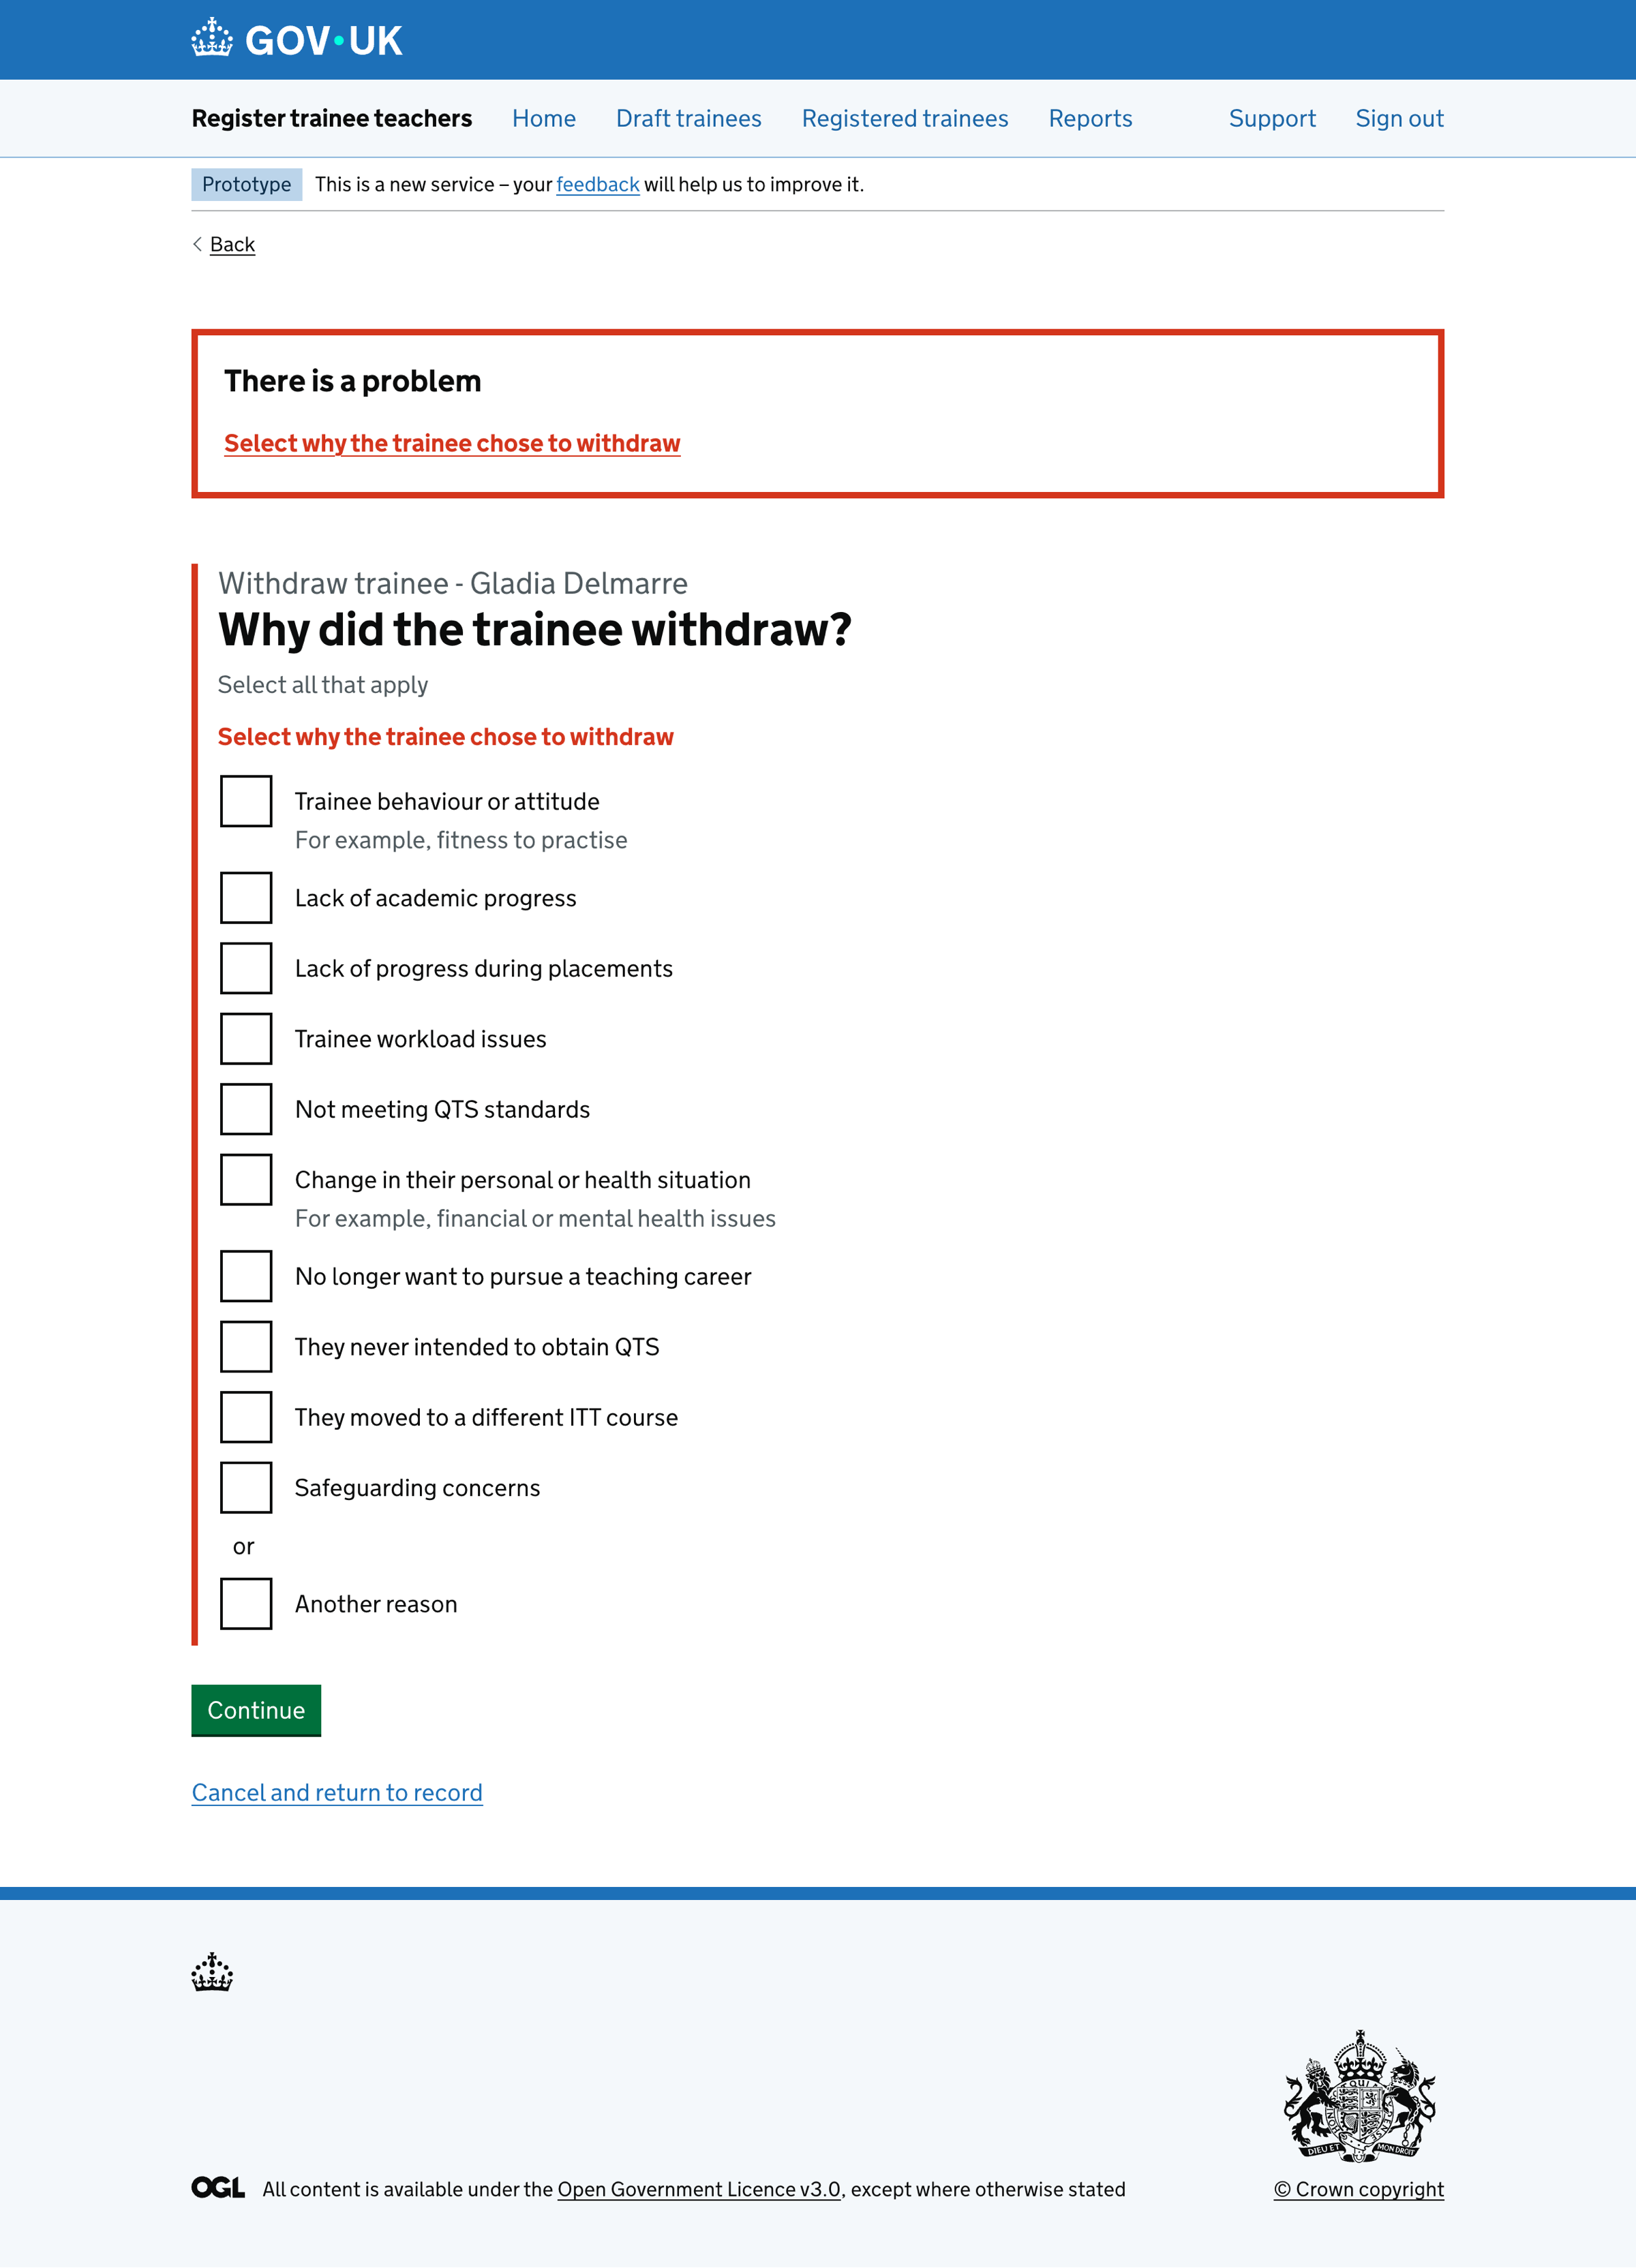 GOV·UK
Register trainee teachers Home Draft trainees Registered trainees Reports Support Sign out
Prototype This is a new service – your feedback will help us to improve it.
Back
There is a problem
Select why the trainee chose to withdraw
Withdraw trainee - Gladia Delmarre
Why did the trainee withdraw?
Select all that apply
Select why the trainee chose to withdraw
Trainee behaviour or attitude
For example, fitness to practise
Lack of academic progress
Lack of progress during placements
Trainee workload issues
Not meeting QTS standards
Change in their personal or health situation
For example, financial or mental health issues
No longer want to pursue a teaching career
They never intended to obtain QTS
They moved to a different ITT course
Safeguarding concerns
or
Another reason
Continue
Cancel and return to record
DIEU ET MON DROIT
OGL All content is available under the Open Government Licence v3.0, except where otherwise stated
© Crown copyright